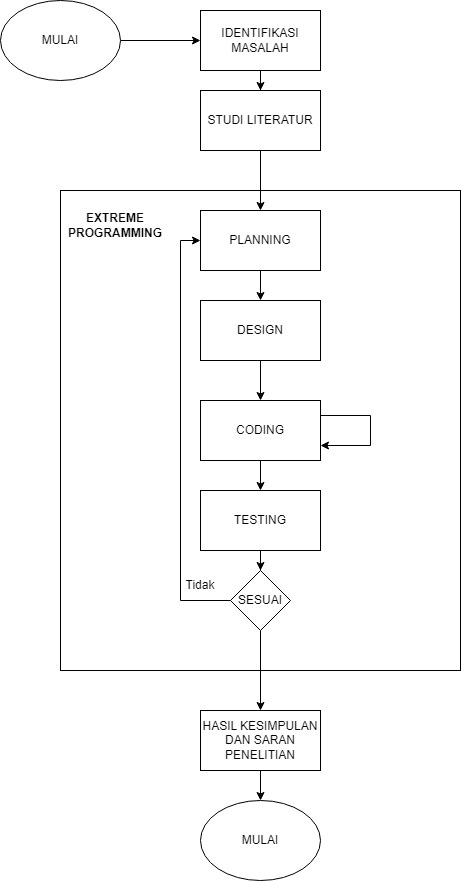 MULAI
IDENTIFIKASI
MASALAH
STUDI LITERATUR
EXTREME
PROGRAMMING
PLANNING
DESIGN
CODING
TESTING
Tidak
SESUAI
HASIL KESIMPULAN
DAN SARAN
PENELITIAN
MULAI